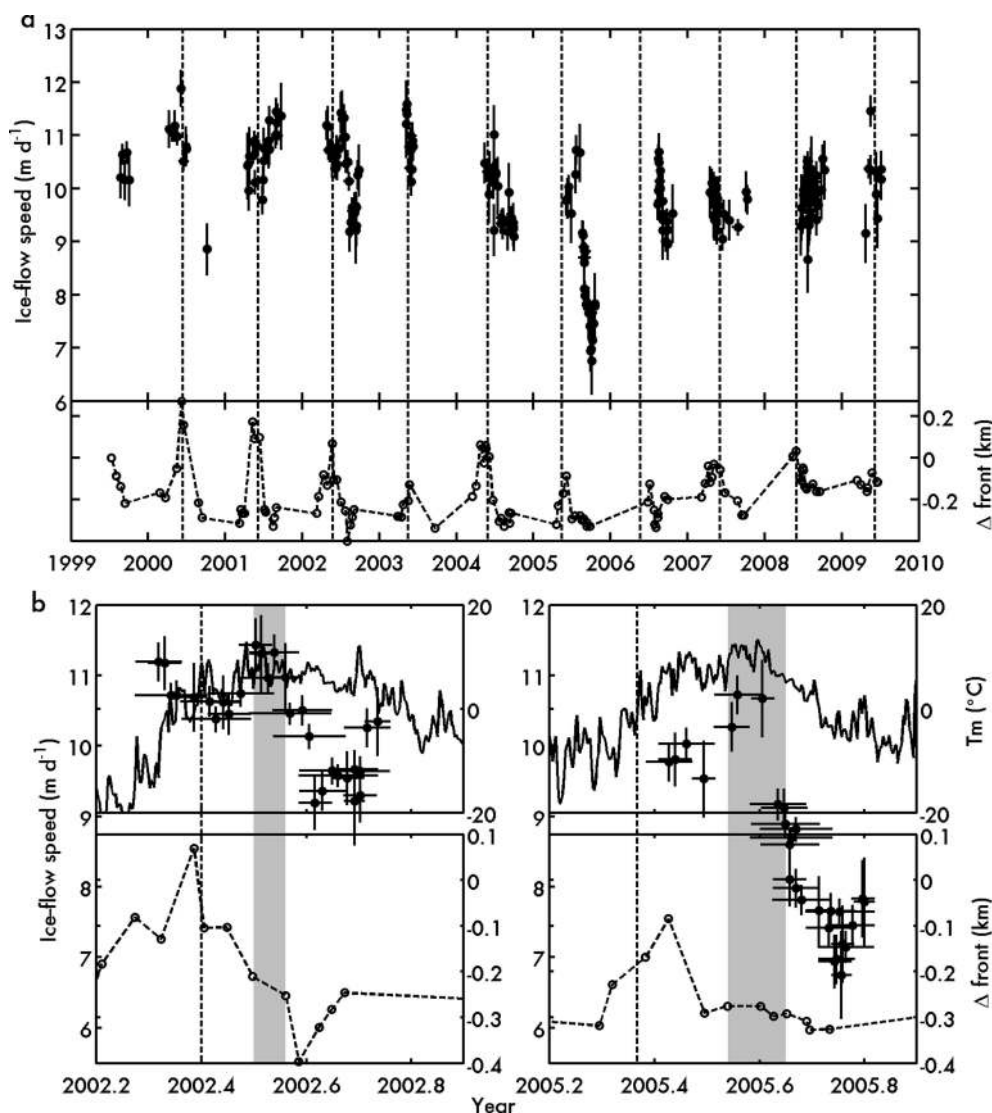 a
13
12
11
10
9
8
7
6
Ice-flow speed (m d⁻¹)
0.2
0
-0.2
Δ front (km)
1999 2000 2001 2002 2003 2004 2005 2006 2007 2008 2009 2010
b
12
11
10
9
8
7
6
Ice-flow speed (m d⁻¹)
20
0
-20
Tm (°C)
0.1
0
-0.1
-0.2
-0.3
-0.4
Δ front (km)
2002.2 2002.4 2002.6 2002.8 2005.2 2005.4 2005.6 2005.8
Year